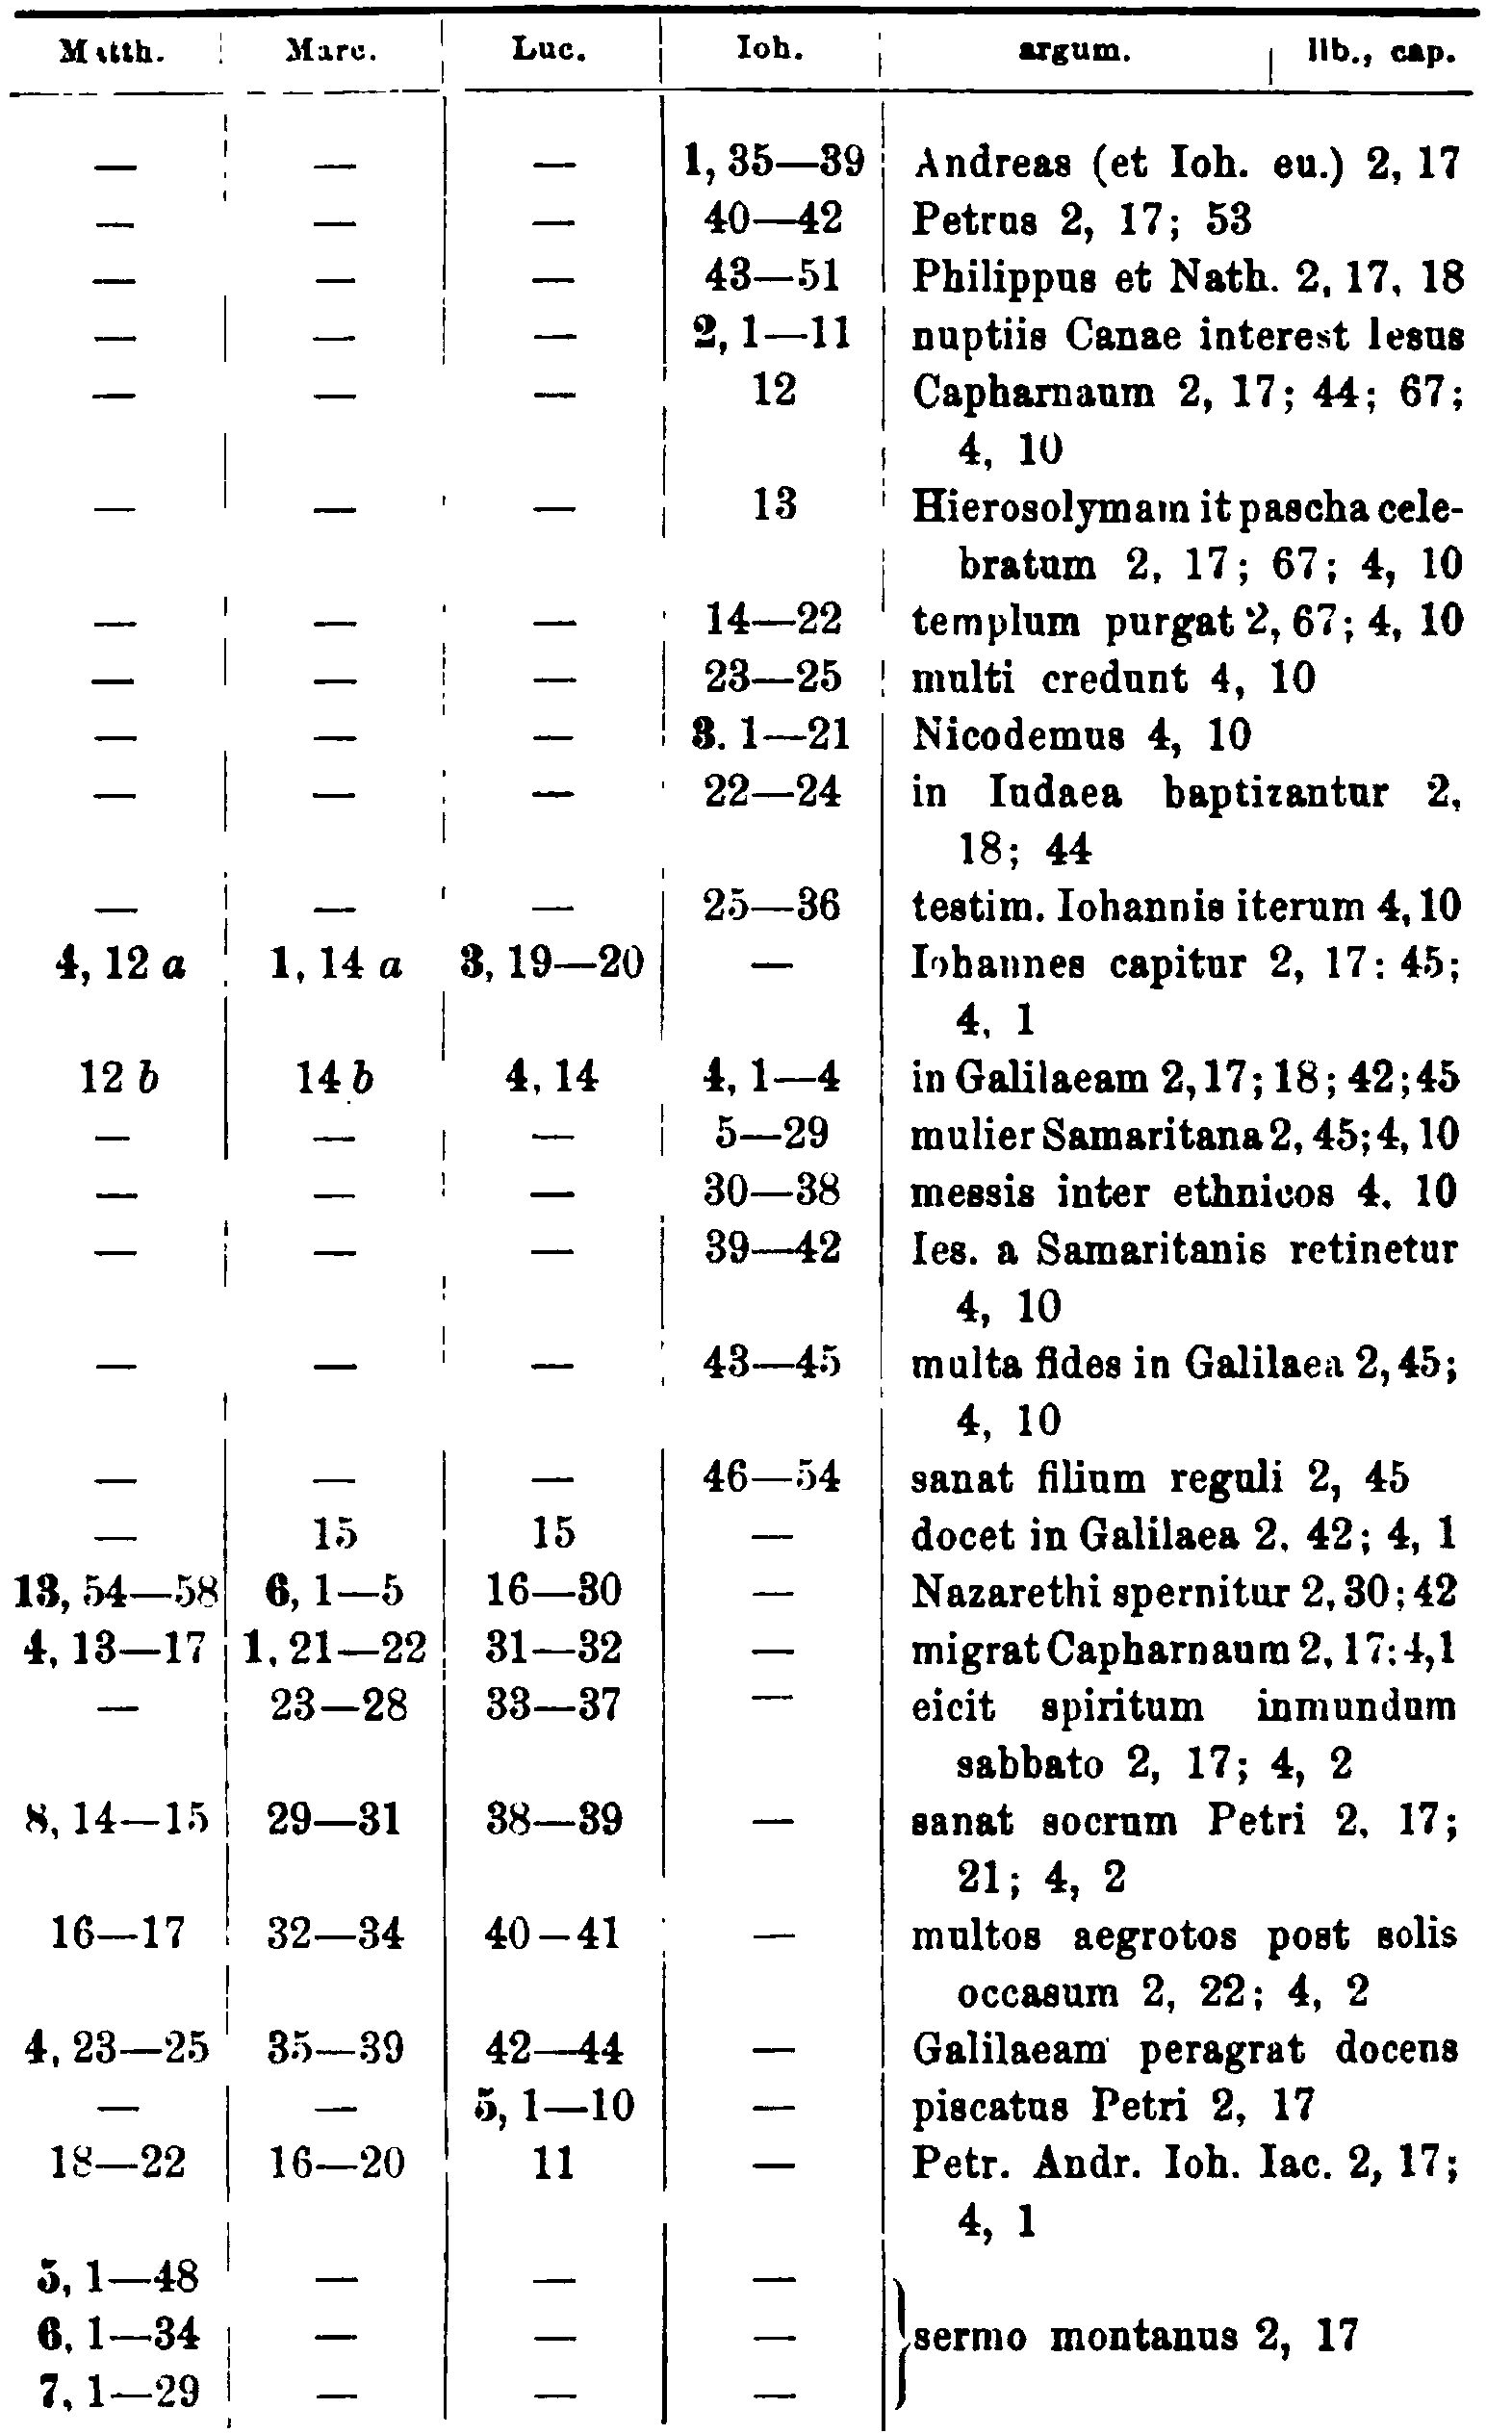 Matth. Marc. Luc. Ioh. argum. lib., cap.
— — — 1, 35—39 Andreas (et Ioh. eu.) 2, 17
— — — 40—42 Petrus 2, 17; 53
— — — 43—51 Philippus et Nath. 2, 17, 18
— — — 2, 1—11 nuptiis Canae interest Iesus
— — — 12 Capharnaum 2, 17; 44; 67;
4, 10
— — — 13 Hierosolymam it pascha cele-
bratum 2, 17; 67; 4, 10
— — — 14—22 templum purgat 2, 67; 4, 10
— — — 23—25 multi credunt 4, 10
— — — 3. 1—21 Nicodemus 4, 10
— — — 22—24 in Iudaea baptizantur 2,
18; 44
— — — 25—36 testim. Iohannis iterum 4, 10
4, 12 a 1, 14 a 3, 19—20 — Iohannes capitur 2, 17: 45;
4, 1
12 b 14 b 4, 14 4, 1—4 in Galilaeam 2, 17; 18; 42; 45
— — — 5—29 mulier Samaritana 2, 45; 4, 10
— — — 30—38 messis inter ethnicos 4, 10
— — — 39—42 Ies. a Samaritanis retinetur
4, 10
— — — 43—45 multa fides in Galilaea 2, 45;
4, 10
— — — 46—54 sanat filium reguli 2, 45
— 15 15 — docet in Galilaea 2, 42; 4, 1
13, 54—58 6, 1—5 16—30 — Nazarethi spernitur 2, 30; 42
4, 13—17 1, 21—22 31—32 — migrat Capharnaum 2, 17: 4, 1
— 23—28 33—37 — eicit spiritum inmundum
sabbato 2, 17; 4, 2
8, 14—15 29—31 38—39 — sanat socrum Petri 2, 17;
21; 4, 2
16—17 32—34 40—41 — multos aegrotos post solis
occasum 2, 22; 4, 2
4, 23—25 35—39 42—44 — Galilaeam peragrat docens
— — 5, 1—10 — piscatus Petri 2, 17
18—22 16—20 11 — Petr. Andr. Ioh. Iac. 2, 17;
4, 1
5, 1—48 — — —
6, 1—34 — — — sermo montanus 2, 17
7, 1—29 — — —